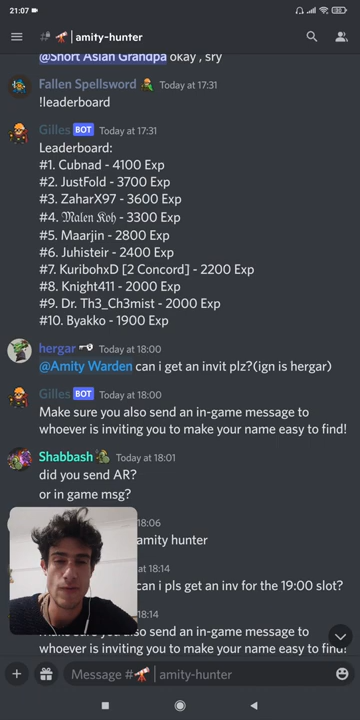 21:07
# | amity-hunter
@Short Asian Grandpa okay , sry
Fallen Spellsword Today at 17:31
!leaderboard
Gilles BOT Today at 17:31
Leaderboard:
#1. Cubnad - 4100 Exp
#2. JustFold - 3700 Exp
#3. ZaharX97 - 3600 Exp
#4. 𝔐𝔞𝔩𝔢𝔫 𝔎𝔬𝔥 - 3300 Exp
#5. Maarjin - 2800 Exp
#6. Juhisteir - 2400 Exp
#7. KuribohxD [2 Concord] - 2200 Exp
#8. Knight411 - 2000 Exp
#9. Dr. Th3_Ch3mist - 2000 Exp
#10. Byakko - 1900 Exp
hergar Today at 18:00
@Amity Warden can i get an invit plz?(ign is hergar)
Gilles BOT Today at 18:00
Make sure you also send an in-game message to
whoever is inviting you to make your name easy to find!
Shabbash Today at 18:01
did you send AR?
or in game msg?
18:06
amity hunter
at 18:14
can i pls get an inv for the 19:00 slot?
18:14
you also send an in-game message to
whoever is inviting you to make your name easy to find!
Message # | amity-hunter